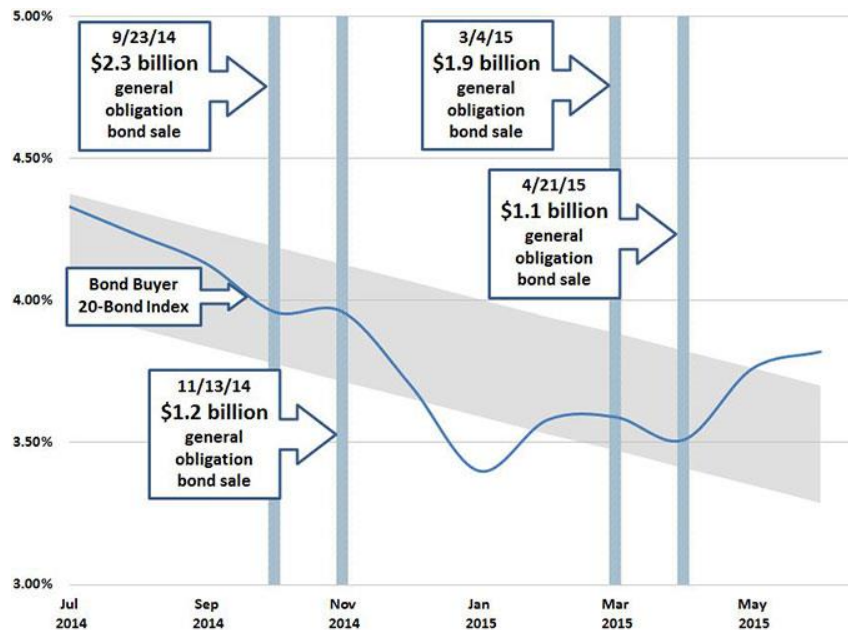 5.00%
9/23/14
$2.3 billion
general
obligation
bond sale
3/4/15
$1.9 billion
general
obligation
bond sale
4.50%
4/21/15
$1.1 billion
general
obligation
bond sale
4.00%
Bond Buyer
20-Bond Index
11/13/14
$1.2 billion
general
obligation
bond sale
3.50%
3.00%
Jul
2014
Sep
2014
Nov
2014
Jan
2015
Mar
2015
May
2015